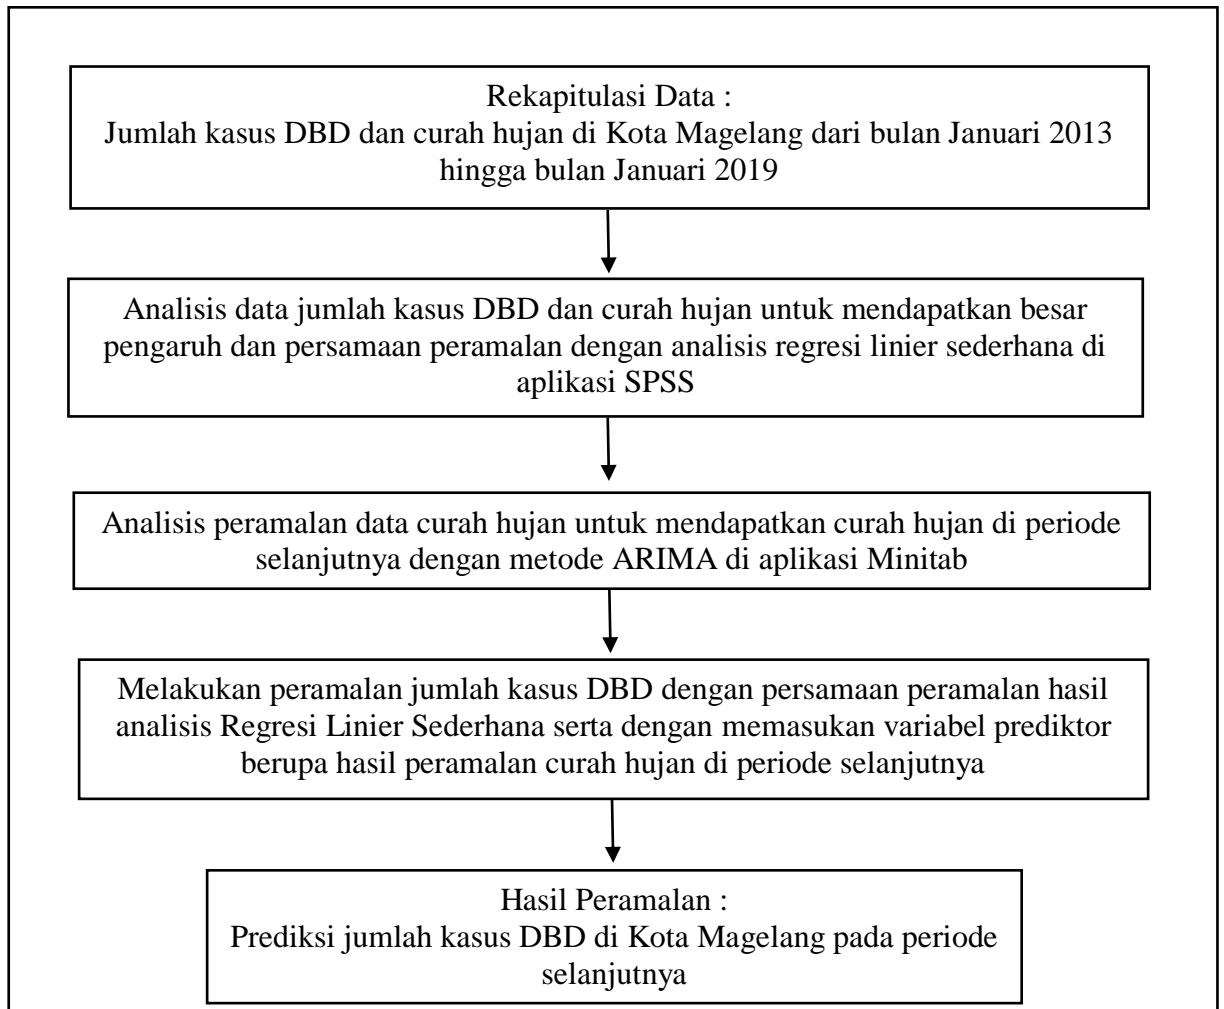 Rekapitulasi Data :
Jumlah kasus DBD dan curah hujan di Kota Magelang dari bulan Januari 2013
hingga bulan Januari 2019
Analisis data jumlah kasus DBD dan curah hujan untuk mendapatkan besar
pengaruh dan persamaan peramalan dengan analisis regresi linier sederhana di
aplikasi SPSS
Analisis peramalan data curah hujan untuk mendapatkan curah hujan di periode
selanjutnya dengan metode ARIMA di aplikasi Minitab
Melakukan peramalan jumlah kasus DBD dengan persamaan peramalan hasil
analisis Regresi Linier Sederhana serta dengan memasukan variabel prediktor
berupa hasil peramalan curah hujan di periode selanjutnya
Hasil Peramalan :
Prediksi jumlah kasus DBD di Kota Magelang pada periode
selanjutnya